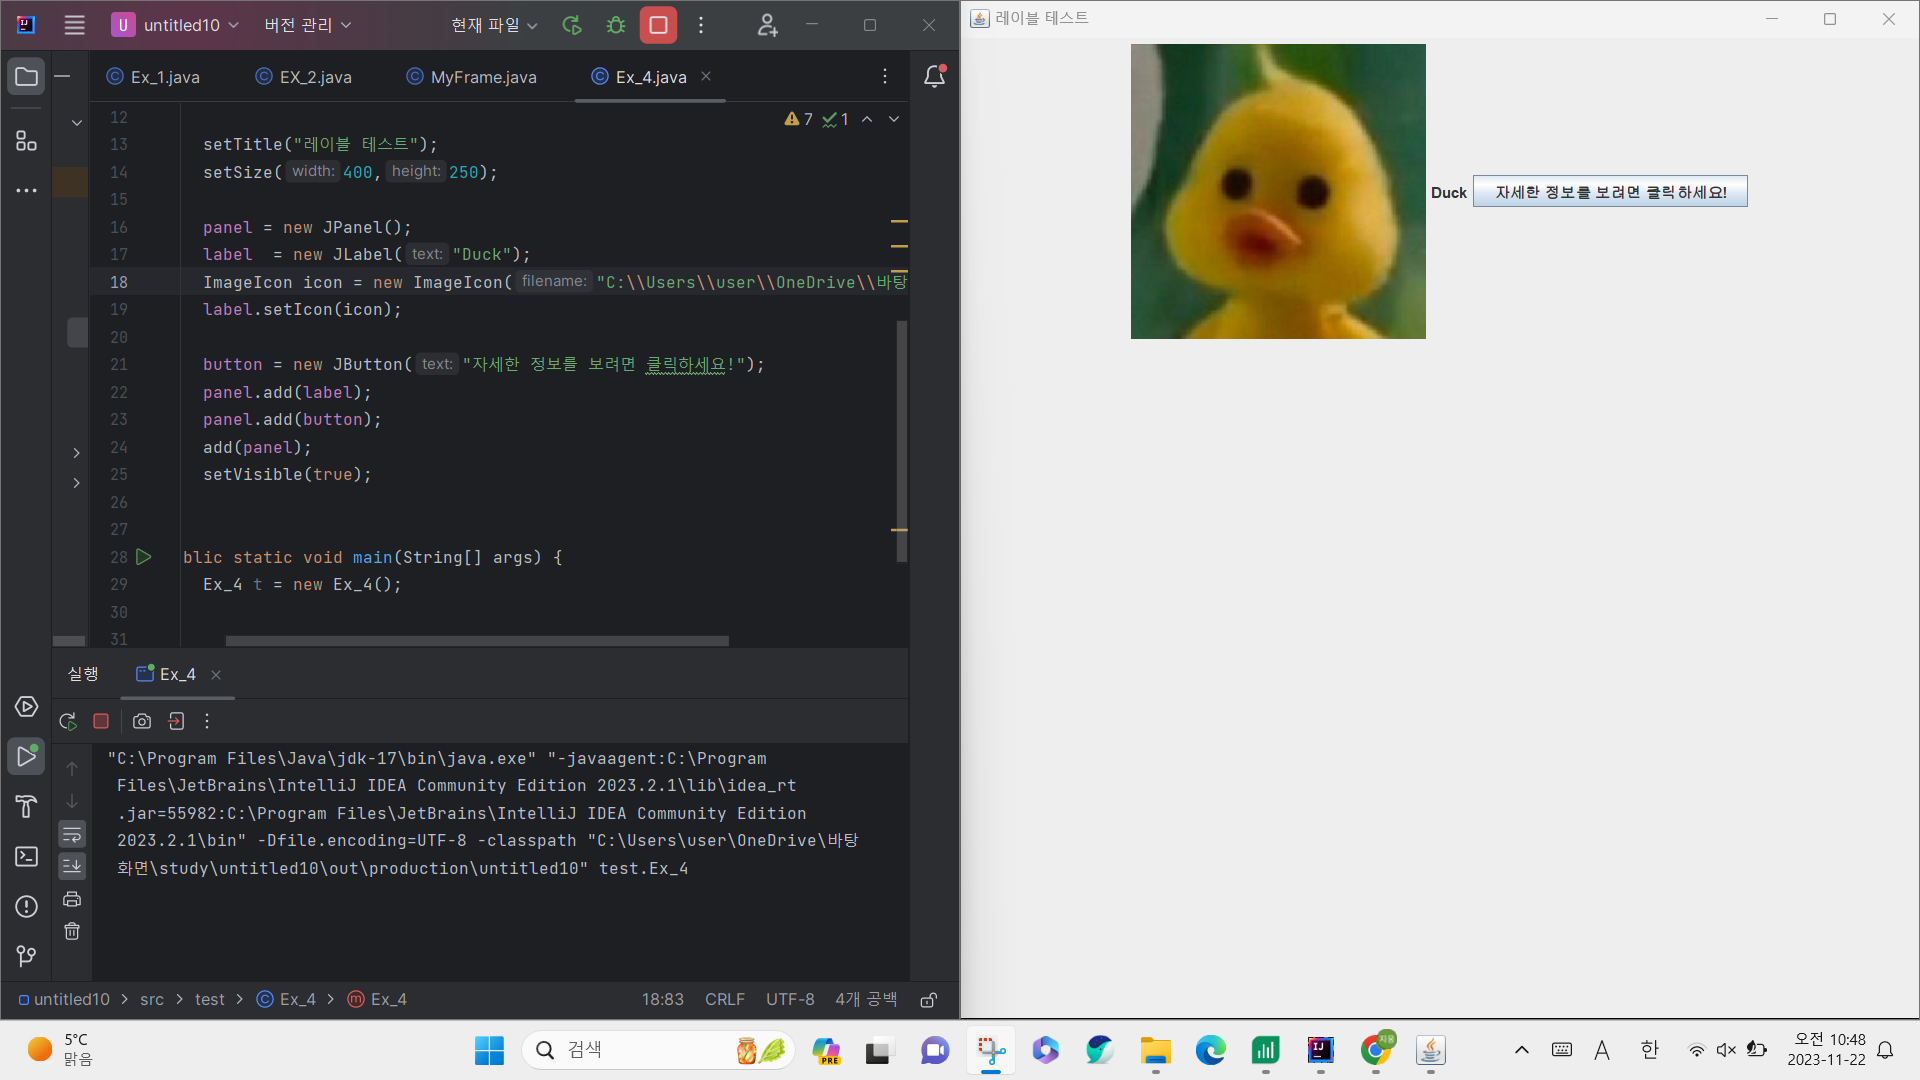 U untitled10 버전 관리 현재 파일
Ex_1.java EX_2.java MyFrame.java Ex_4.java
7 1
12
13 setTitle("레이블 테스트");
14 setSize( width: 400, height: 250);
15
16 panel = new JPanel();
17 label  = new JLabel( text: "Duck");
18 ImageIcon icon = new ImageIcon( filename: "C:\\Users\\user\\OneDrive\\바탕
19 label.setIcon(icon);
20
21 button = new JButton( text: "자세한 정보를 보려면 클릭하세요!");
22 panel.add(label);
23 panel.add(button);
24 add(panel);
25 setVisible(true);
26
27
28 blic static void main(String[] args) {
29 Ex_4 t = new Ex_4();
30
31
실행 Ex_4
"C:\Program Files\Java\jdk-17\bin\java.exe" "-javaagent:C:\Program
Files\JetBrains\IntelliJ IDEA Community Edition 2023.2.1\lib\idea_rt
.jar=55982:C:\Program Files\JetBrains\IntelliJ IDEA Community Edition
2023.2.1\bin" -Dfile.encoding=UTF-8 -classpath "C:\Users\user\OneDrive\바탕
화면\study\untitled10\out\production\untitled10" test.Ex_4
untitled10 > src > test > Ex_4 > Ex_4 18:83 CRLF UTF-8 4개 공백
레이블 테스트
Duck 자세한 정보를 보려면 클릭하세요!
5°C
맑음
검색
PRE
지윤
A 한
오전 10:48
2023-11-22